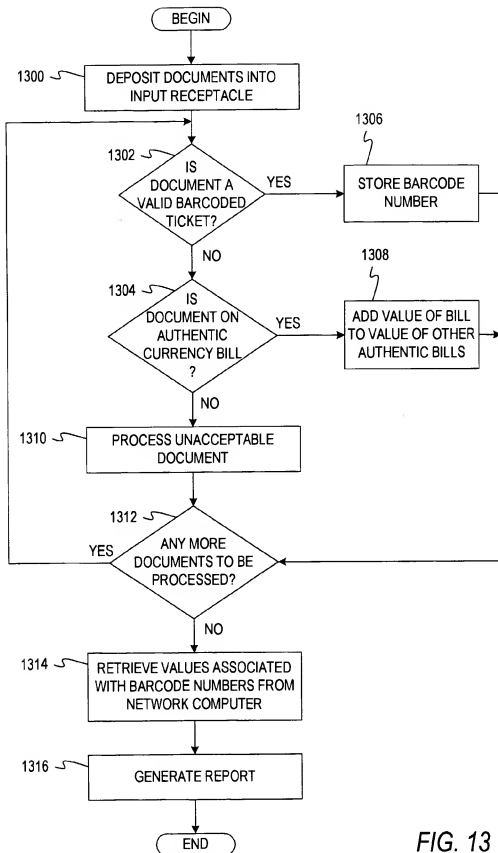 BEGIN
1300
DEPOSIT DOCUMENTS INTO
INPUT RECEPTACLE
1302
IS
DOCUMENT A
VALID BARCODED
TICKET?
YES
1306
STORE BARCODE
NUMBER
NO
1304
IS
DOCUMENT ON
AUTHENTIC
CURRENCY BILL
?
YES
1308
ADD VALUE OF BILL
TO VALUE OF OTHER
AUTHENTIC BILLS
NO
1310
PROCESS UNACCEPTABLE
DOCUMENT
1312
YES
ANY MORE
DOCUMENTS TO BE
PROCESSED?
NO
1314
RETRIEVE VALUES ASSOCIATED
WITH BARCODE NUMBERS FROM
NETWORK COMPUTER
1316
GENERATE REPORT
END
FIG. 13